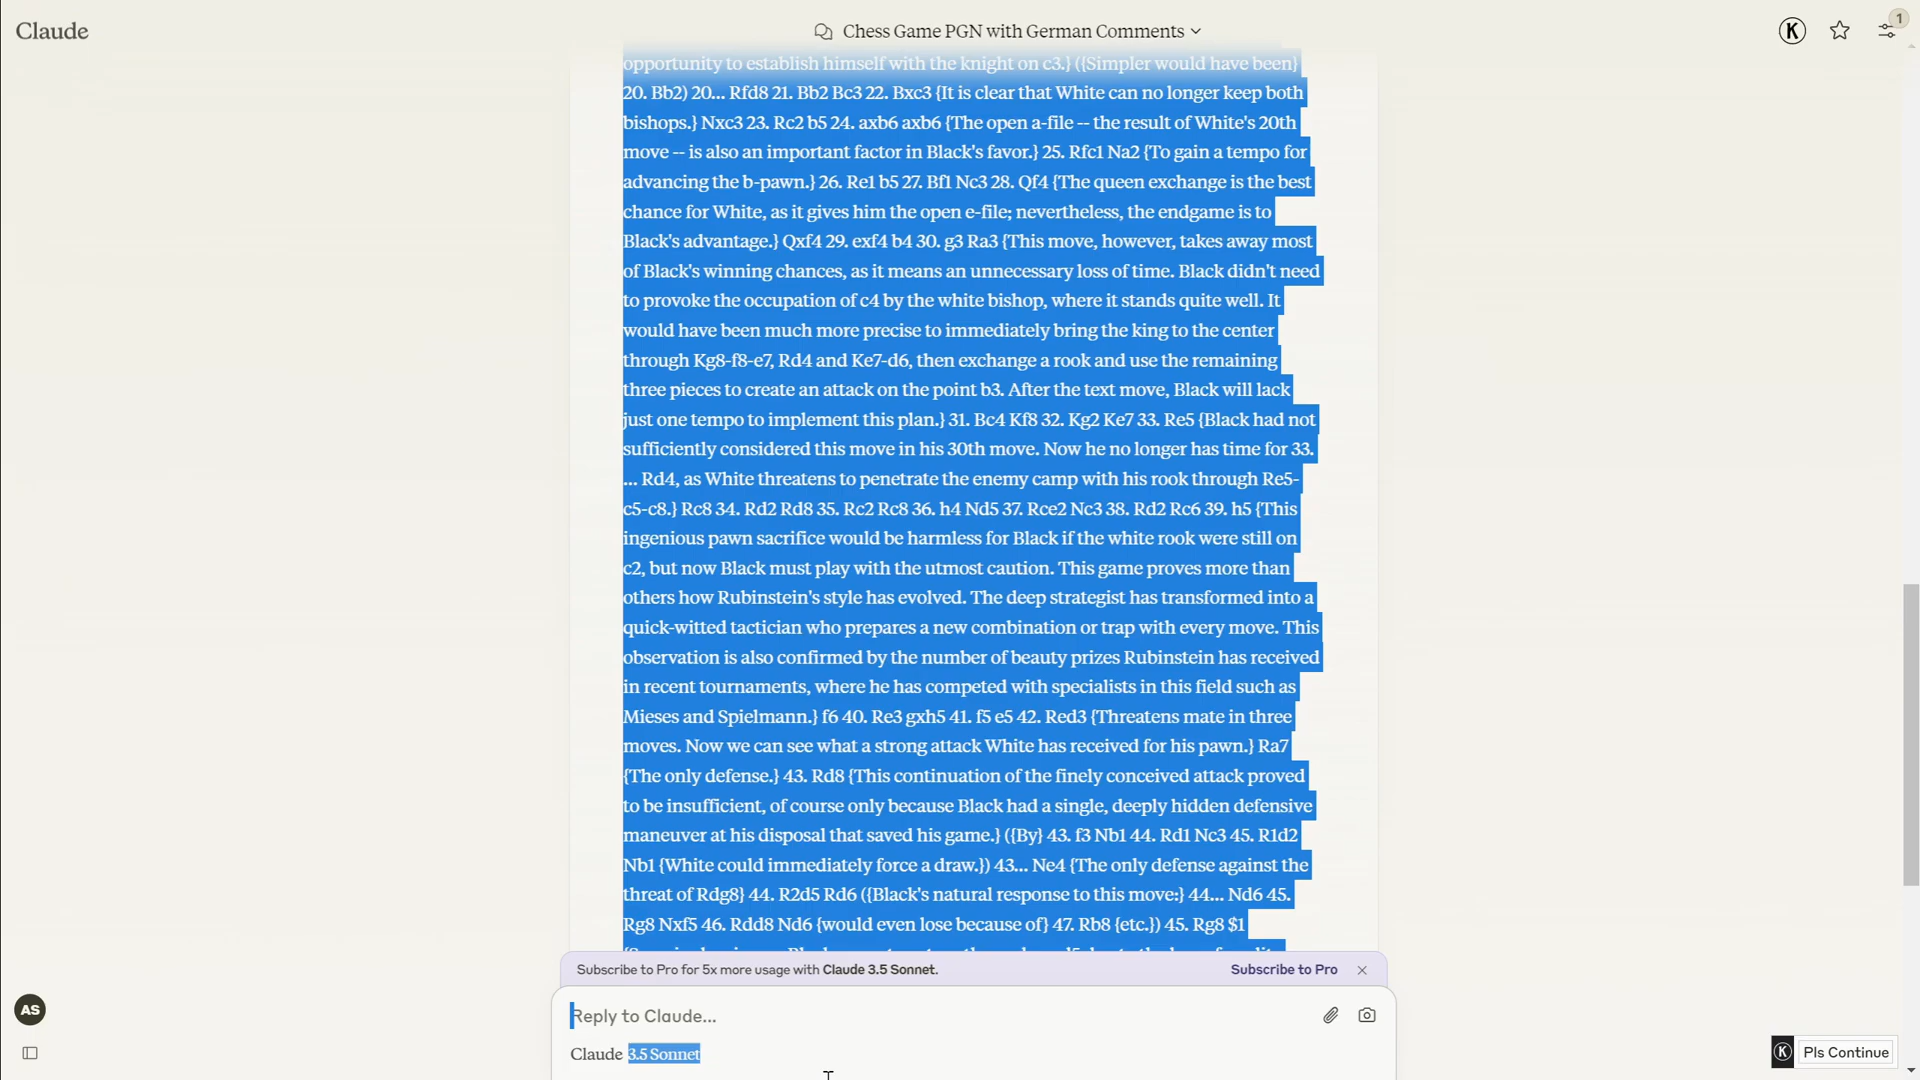 Claude
Chess Game PGN with German Comments
1
opportunity to establish himself with the knight on c3.} ({Simpler would have been}
20. Bb2) 20... Rfd8 21. Bb2 Bc3 22. Bxc3 {It is clear that White can no longer keep both
bishops.} Nxc3 23. Rc2 b5 24. axb6 axb6 {The open a-file -- the result of White's 20th
move -- is also an important factor in Black's favor.} 25. Rfc1 Na2 {To gain a tempo for
advancing the b-pawn.} 26. Re1 b5 27. Bf1 Nc3 28. Qf4 {The queen exchange is the best
chance for White, as it gives him the open e-file; nevertheless, the endgame is to
Black's advantage.} Qxf4 29. exf4 b4 30. g3 Ra3 {This move, however, takes away most
of Black's winning chances, as it means an unnecessary loss of time. Black didn't need
to provoke the occupation of c4 by the white bishop, where it stands quite well. It
would have been much more precise to immediately bring the king to the center
through Kg8-f8-e7, Rd4 and Ke7-d6, then exchange a rook and use the remaining
three pieces to create an attack on the point b3. After the text move, Black will lack
just one tempo to implement this plan.} 31. Bc4 Kf8 32. Kg2 Ke7 33. Re5 {Black had not
sufficiently considered this move in his 30th move. Now he no longer has time for 33.
... Rd4, as White threatens to penetrate the enemy camp with his rook through Re5-
c5-c8.} Rc8 34. Rd2 Rd8 35. Rc2 Rc8 36. h4 Nd5 37. Rce2 Nc3 38. Rd2 Rc6 39. h5 {This
ingenious pawn sacrifice would be harmless for Black if the white rook were still on
c2, but now Black must play with the utmost caution. This game proves more than
others how Rubinstein's style has evolved. The deep strategist has transformed into a
quick-witted tactician who prepares a new combination or trap with every move. This
observation is also confirmed by the number of beauty prizes Rubinstein has received
in recent tournaments, where he has competed with specialists in this field such as
Mieses and Spielmann.} f6 40. Re3 gxh5 41. f5 e5 42. Red3 {Threatens mate in three
moves. Now we can see what a strong attack White has received for his pawn.} Ra7
{The only defense.} 43. Rd8 {This continuation of the finely conceived attack proved
to be insufficient, of course only because Black had a single, deeply hidden defensive
maneuver at his disposal that saved his game.} ({By} 43. f3 Nb1 44. Rd1 Nc3 45. R1d2
Nb1 {White could immediately force a draw.}) 43... Ne4 {The only defense against the
threat of Rdg8} 44. R2d5 Rd6 ({Black's natural response to this move:} 44... Nd6 45.
Rg8 Nxf5 46. Rdd8 Nd6 {would even lose because of} 47. Rb8 {etc.}) 45. Rg8 $1
Subscribe to Pro for 5x more usage with Claude 3.5 Sonnet.
Subscribe to Pro
AS
Reply to Claude...
Claude 3.5 Sonnet
K Pls Continue